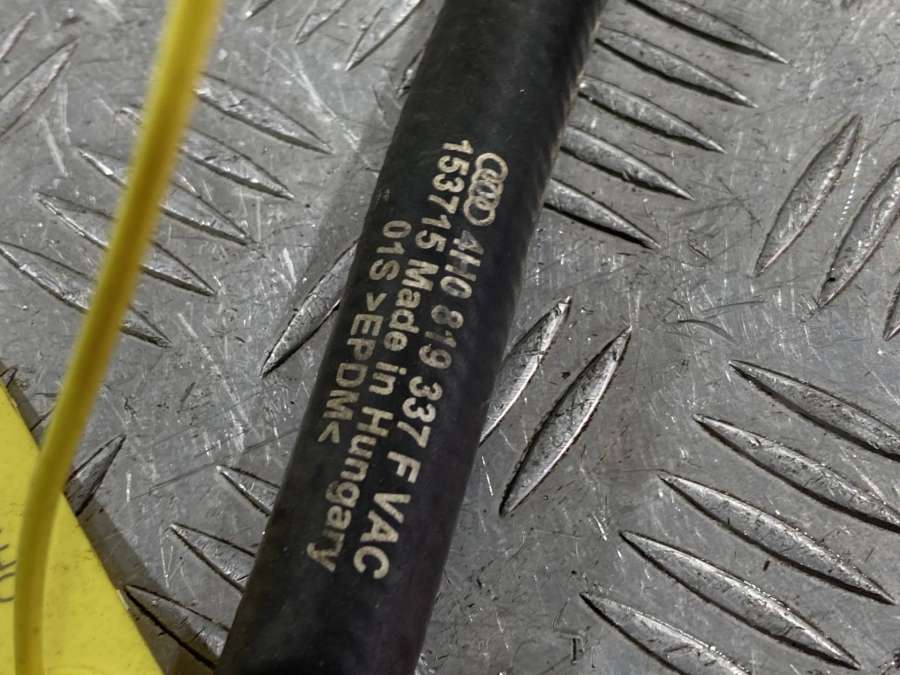 4H0 819 337 F VAC
153715 Made in Hungary
01S >EPDM<